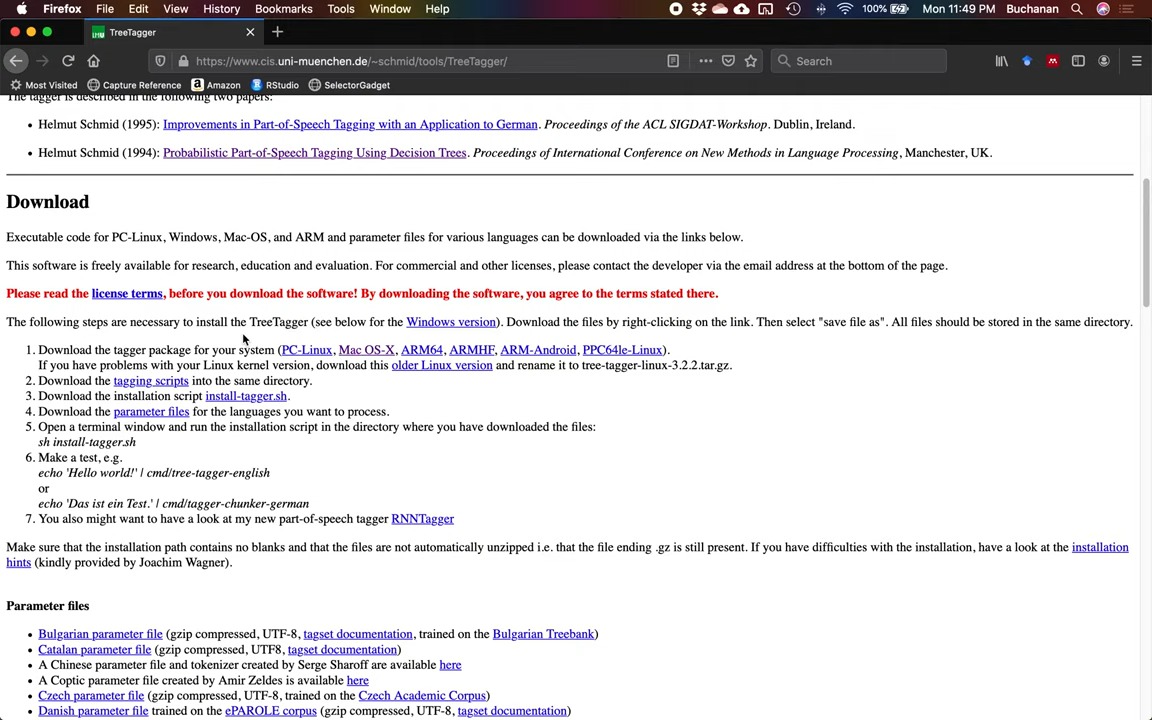 Firefox File Edit View History Bookmarks Tools Window Help 100% Mon 11:49 PM Buchanan
TreeTagger
https://www.cis.uni-muenchen.de/~schmid/tools/TreeTagger/ Search
Most Visited Capture Reference Amazon RStudio SelectorGadget
The tagger is described in the following two papers:
• Helmut Schmid (1995): Improvements in Part-of-Speech Tagging with an Application to German. Proceedings of the ACL SIGDAT-Workshop. Dublin, Ireland.
• Helmut Schmid (1994): Probabilistic Part-of-Speech Tagging Using Decision Trees. Proceedings of International Conference on New Methods in Language Processing, Manchester, UK.
Download
Executable code for PC-Linux, Windows, Mac-OS, and ARM and parameter files for various languages can be downloaded via the links below.
This software is freely available for research, education and evaluation. For commercial and other licenses, please contact the developer via the email address at the bottom of the page.
Please read the license terms, before you download the software! By downloading the software, you agree to the terms stated there.
The following steps are necessary to install the TreeTagger (see below for the Windows version). Download the files by right-clicking on the link. Then select "save file as". All files should be stored in the same directory.
1. Download the tagger package for your system (PC-Linux, Mac OS-X, ARM64, ARMHF, ARM-Android, PPC64le-Linux).
If you have problems with your Linux kernel version, download this older Linux version and rename it to tree-tagger-linux-3.2.2.tar.gz.
2. Download the tagging scripts into the same directory.
3. Download the installation script install-tagger.sh.
4. Download the parameter files for the languages you want to process.
5. Open a terminal window and run the installation script in the directory where you have downloaded the files:
sh install-tagger.sh
6. Make a test, e.g.
echo 'Hello world!' | cmd/tree-tagger-english
or
echo 'Das ist ein Test.' | cmd/tagger-chunker-german
7. You also might want to have a look at my new part-of-speech tagger RNNTagger
Make sure that the installation path contains no blanks and that the files are not automatically unzipped i.e. that the file ending .gz is still present. If you have difficulties with the installation, have a look at the installation
hints (kindly provided by Joachim Wagner).
Parameter files
• Bulgarian parameter file (gzip compressed, UTF-8, tagset documentation, trained on the Bulgarian Treebank)
• Catalan parameter file (gzip compressed, UTF8, tagset documentation)
• A Chinese parameter file and tokenizer created by Serge Sharoff are available here
• A Coptic parameter file created by Amir Zeldes is available here
• Czech parameter file (gzip compressed, UTF-8, trained on the Czech Academic Corpus)
• Danish parameter file trained on the ePAROLE corpus (gzip compressed, UTF-8, tagset documentation)